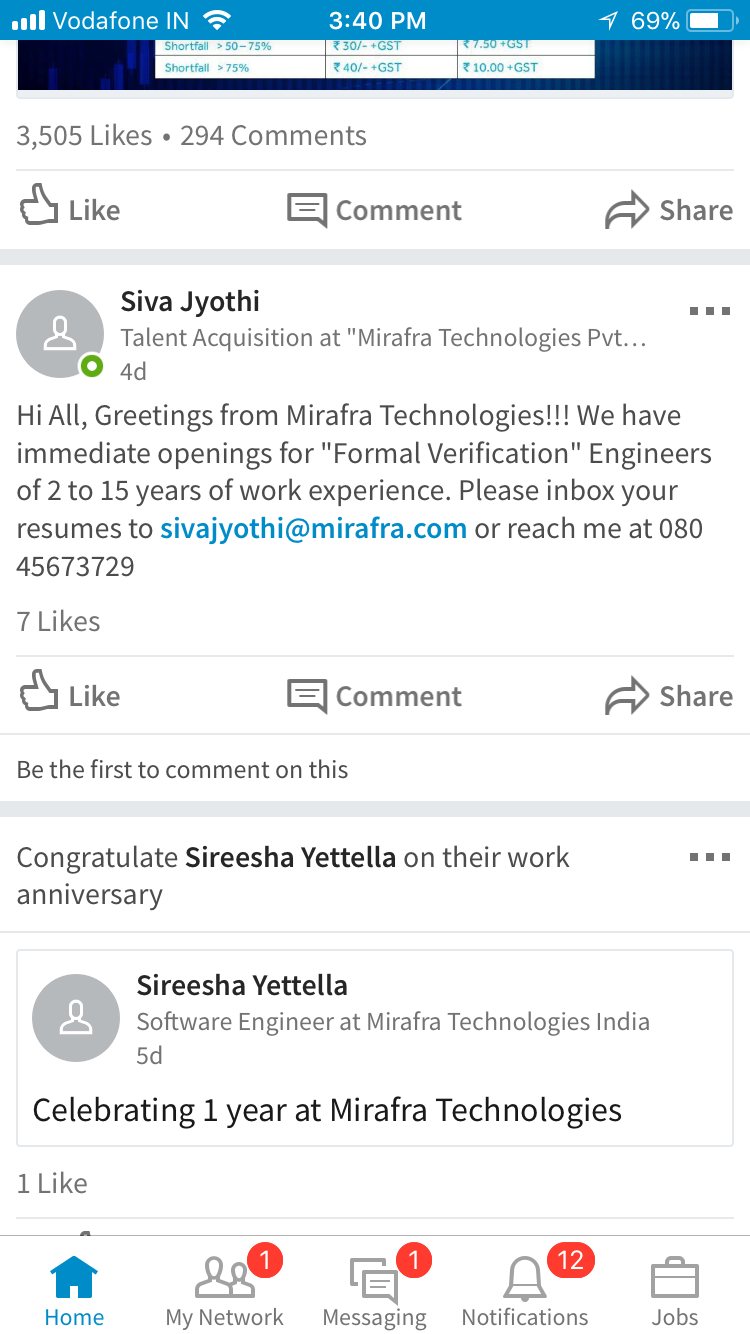 Vodafone IN 3:40 PM 69%
Shortfall > 50-75% ₹ 30/- +GST ₹ 7.50 +GST
Shortfall > 75% ₹ 40/- +GST ₹ 10.00 +GST
3,505 Likes • 294 Comments
Like Comment Share
Siva Jyothi
Talent Acquisition at "Mirafra Technologies Pvt...
4d
Hi All, Greetings from Mirafra Technologies!!! We have
immediate openings for "Formal Verification" Engineers
of 2 to 15 years of work experience. Please inbox your
resumes to sivajyothi@mirafra.com or reach me at 080
45673729
7 Likes
Like Comment Share
Be the first to comment on this
Congratulate Sireesha Yettella on their work
anniversary
Sireesha Yettella
Software Engineer at Mirafra Technologies India
5d
Celebrating 1 year at Mirafra Technologies
1 Like
1 1 12
Home My Network Messaging Notifications Jobs